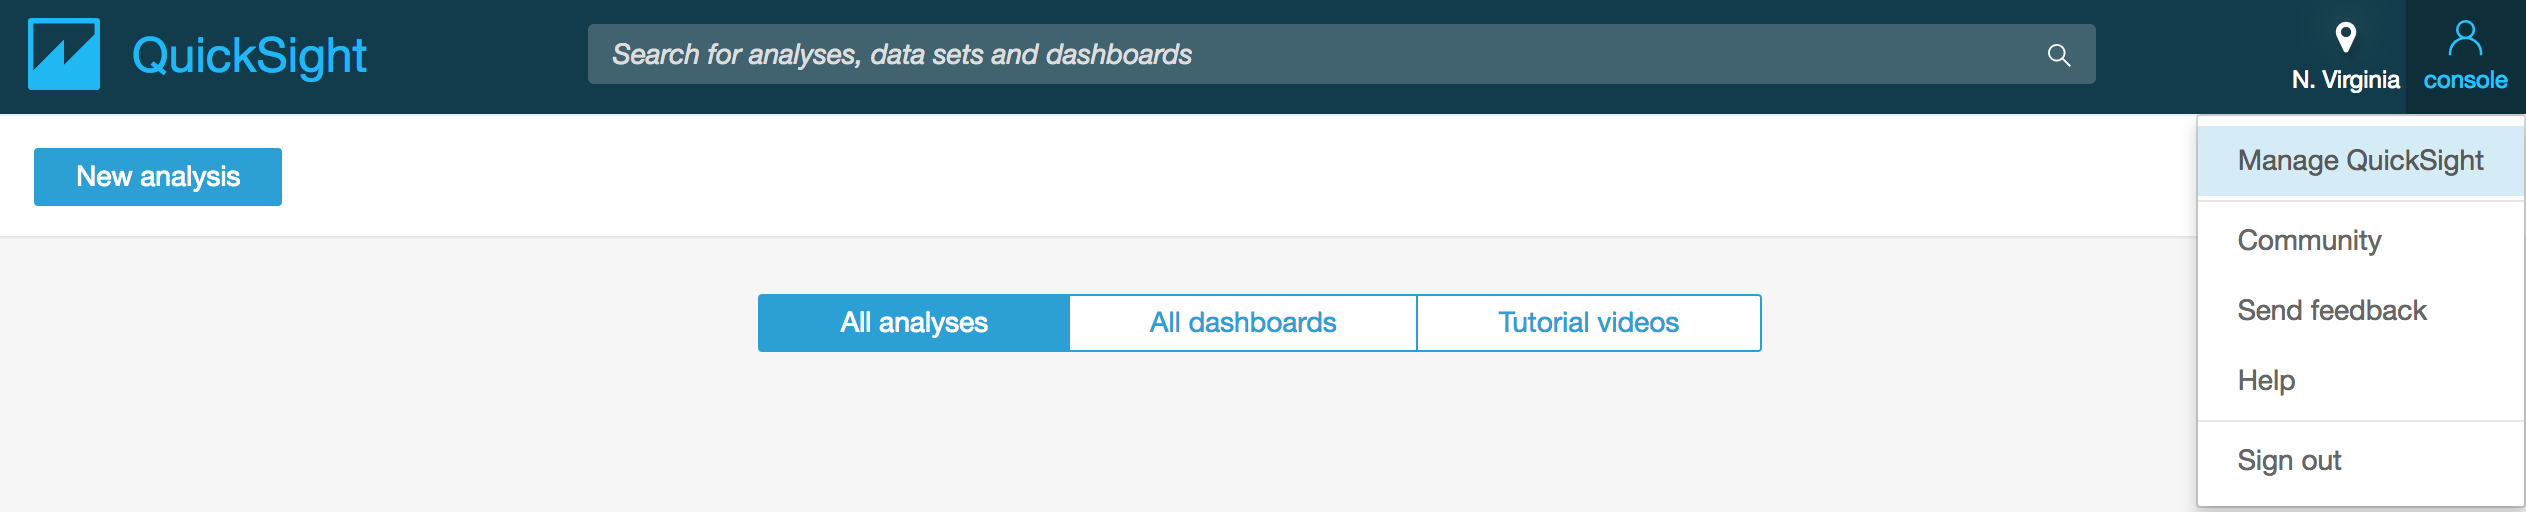 QuickSight
Search for analyses, data sets and dashboards
N. Virginia
console
New analysis
Manage QuickSight
Community
Send feedback
Help
Sign out
All analyses
All dashboards
Tutorial videos